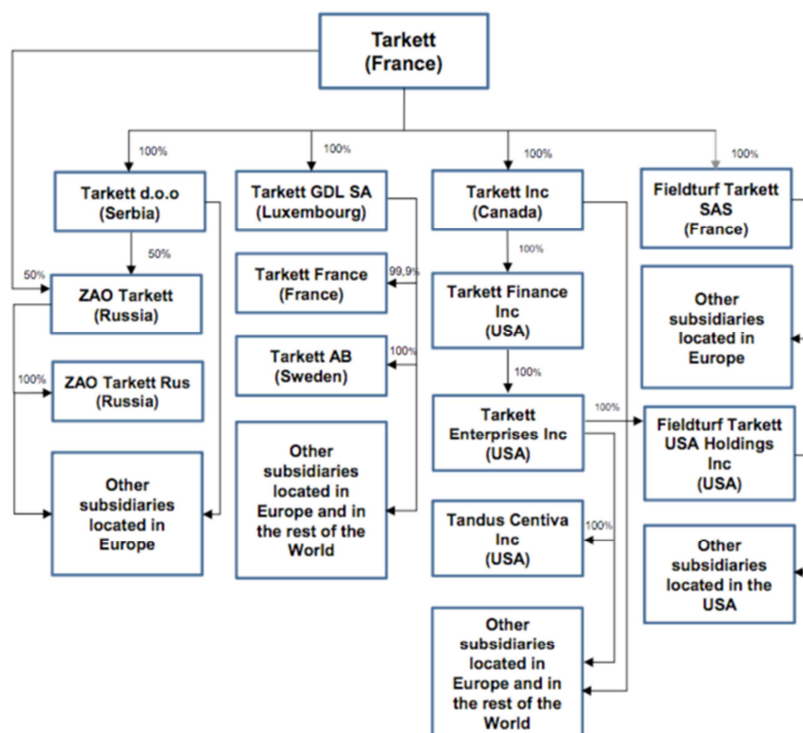 Tarkett
(France)
100%
100%
100%
100%
Tarkett d.o.o
(Serbia)
Tarkett GDL SA
(Luxembourg)
Tarkett Inc
(Canada)
Fieldturf Tarkett
SAS
(France)
50%
50%
100%
99,9%
ZAO Tarkett
(Russia)
Tarkett France
(France)
Tarkett Finance
Inc
(USA)
Other
subsidiaries
located in
Europe
100%
ZAO Tarkett Rus
(Russia)
Tarkett AB
(Sweden)
100%
100%
Tarkett
Enterprises Inc
(USA)
100%
Fieldturf Tarkett
USA Holdings
Inc
(USA)
Other
subsidiaries
located in
Europe
Other
subsidiaries
located in
Europe and in
the rest of the
World
Tandus Centiva
Inc
(USA)
100%
Other
subsidiaries
located in the
USA
Other
subsidiaries
located in
Europe and in
the rest of the
World